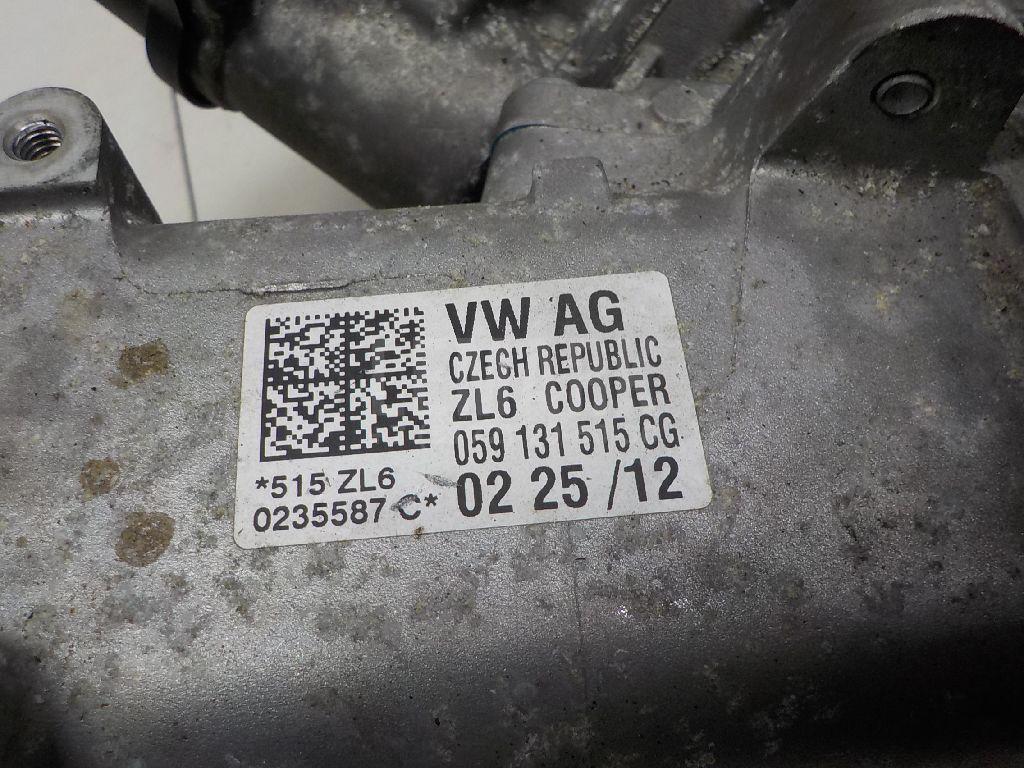 VW AG
CZECH REPUBLIC
ZL6 COOPER
059 131 515 CG
02 25 /12
*515 ZL6
0235587 C*